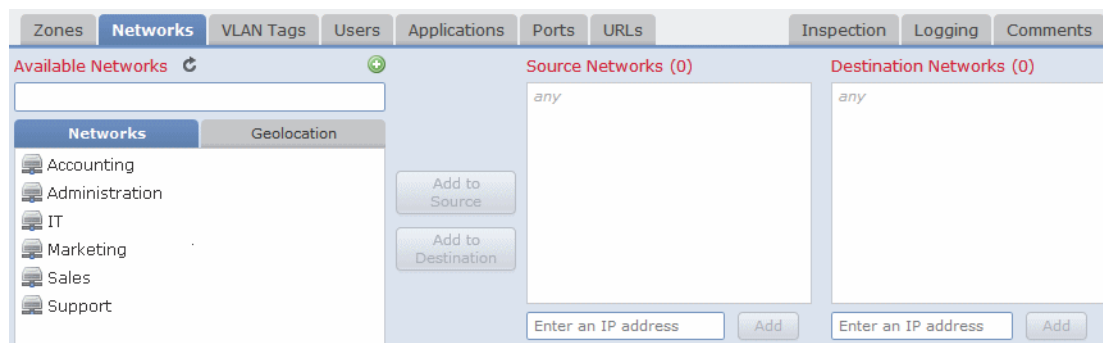 Zones Networks VLAN Tags Users Applications Ports URLs Inspection Logging Comments
Available Networks
Networks Geolocation
Accounting
Administration
IT
Marketing
Sales
Support
Add to
Source
Add to
Destination
Source Networks (0)
any
Enter an IP address Add
Destination Networks (0)
any
Enter an IP address Add